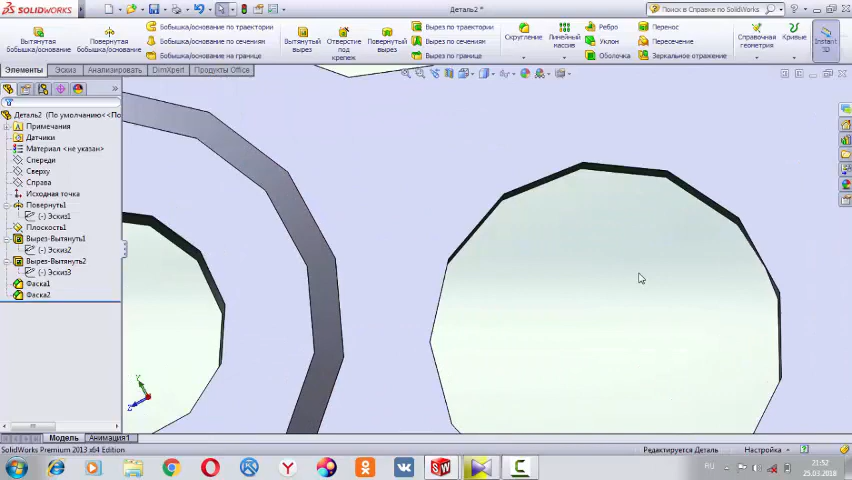 SOLIDWORKS
Деталь2 *
Поиск в Справке по SolidWorks
Вытянутая бобышка/основание
Повернутая бобышка/основание
Бобышка/основание по траектории
Бобышка/основание по сечениям
Бобышка/основание на границе
Вытянутый вырез
Отверстие под крепеж
Повернутый вырез
Вырез по траектории
Вырез по сечениям
Вырез по границе
Скругление
Линейный массив
Ребро
Уклон
Оболочка
Перенос
Пересечение
Зеркальное отражение
Справочная геометрия
Кривые
Instant 3D
Элементы
Эскиз
Анализировать
DimXpert
Продукты Office
Деталь2 (По умолчанию<<По
Примечания
Датчики
Материал <не указан>
Спереди
Сверху
Справа
Исходная точка
Повернуть1
(-) Эскиз1
Плоскость1
Вырез-Вытянуть1
(-) Эскиз2
Вырез-Вытянуть2
(-) Эскиз3
Фаска1
Фаска2
Y
Z
Модель
Анимация1
SolidWorks Premium 2013 x64 Edition
Редактируется Деталь
Настройка
RU
21:52
25.03.2018